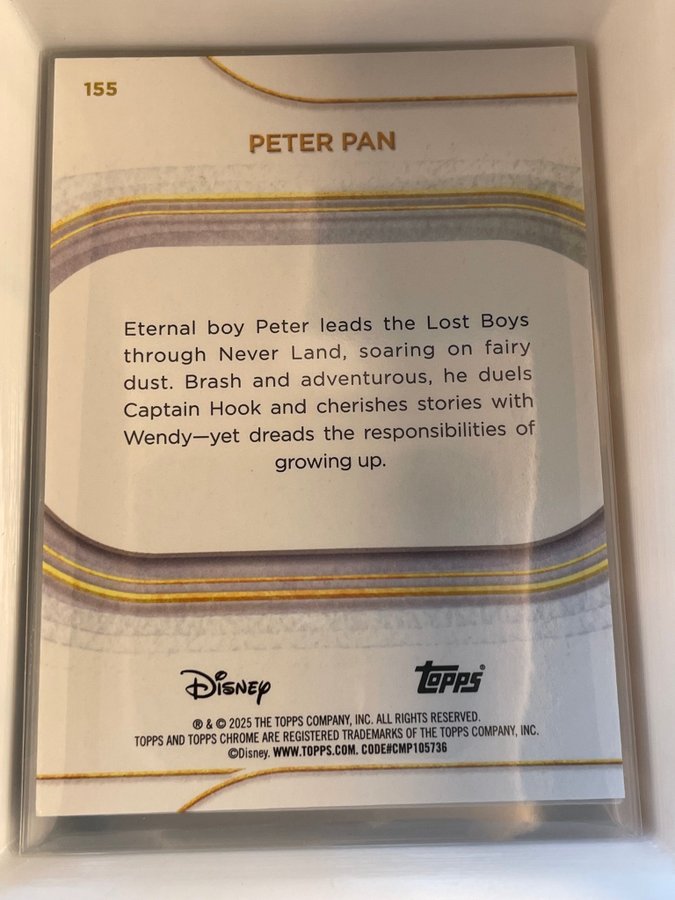 155
PETER PAN
Eternal boy Peter leads the Lost Boys
through Never Land, soaring on fairy
dust. Brash and adventurous, he duels
Captain Hook and cherishes stories with
Wendy—yet dreads the responsibilities of
growing up.
Disney topps®
® & © 2025 THE TOPPS COMPANY, INC. ALL RIGHTS RESERVED.
TOPPS AND TOPPS CHROME ARE REGISTERED TRADEMARKS OF THE TOPPS COMPANY, INC.
©Disney. WWW.TOPPS.COM. CODE#CMP105736